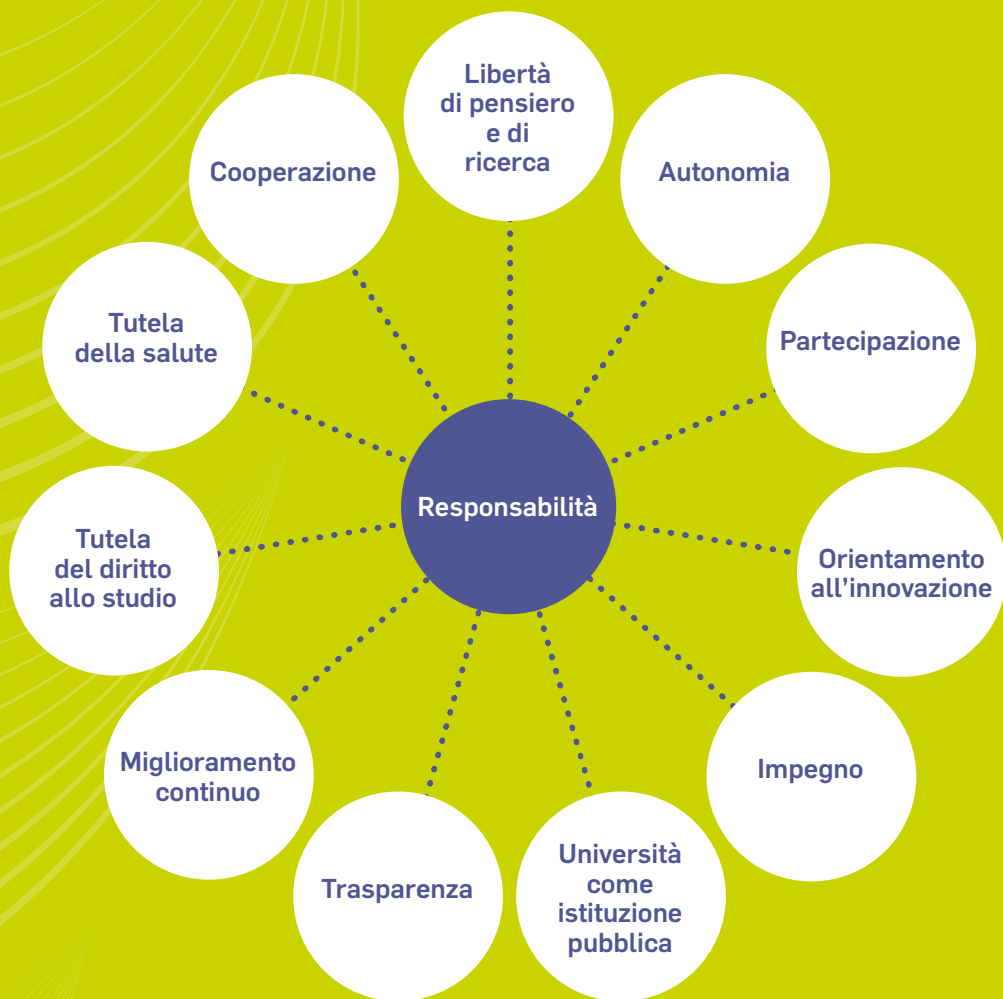 Libertà
di pensiero
e di
ricerca
Autonomia
Partecipazione
Orientamento
all'innovazione
Impegno
Università
come
istituzione
pubblica
Trasparenza
Miglioramento
continuo
Tutela
del diritto
allo studio
Tutela
della salute
Cooperazione
Responsabilità